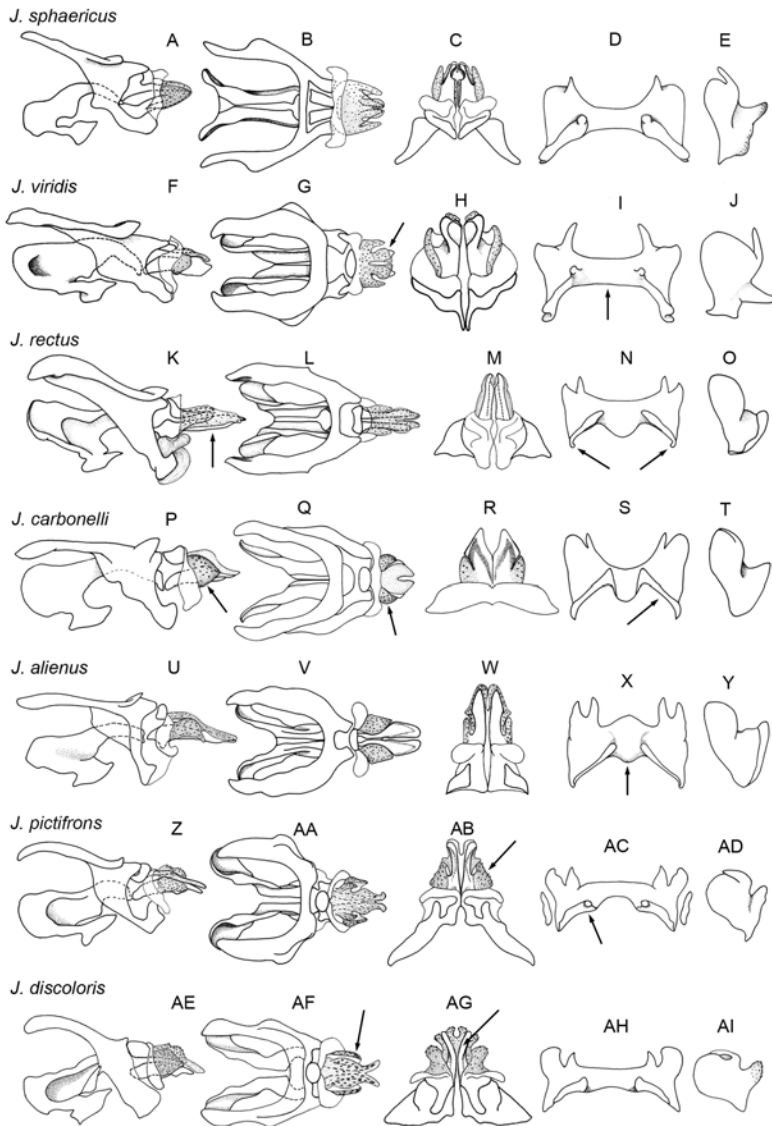 J. sphaericus
A B C D E
J. viridis
F G H I J
J. rectus
K L M N O
J. carbonelli
P Q R S T
J. alienus
U V W X Y
J. pictifrons
Z AA AB AC AD
J. discoloris
AE AF AG AH AI